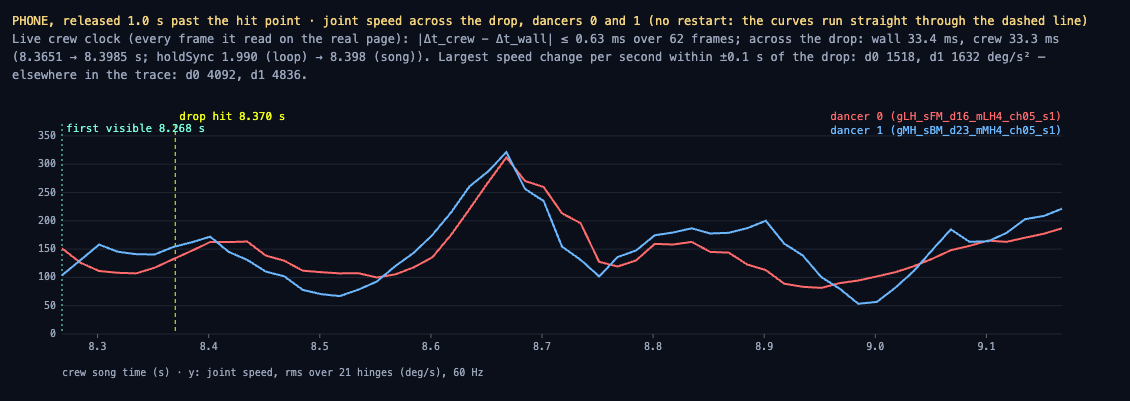 PHONE, released 1.0 s past the hit point · joint speed across the drop, dancers 0 and 1 (no restart: the curves run straight through the dashed line)
Live crew clock (every frame it read on the real page): |Δt_crew − Δt_wall| ≤ 0.63 ms over 62 frames; across the drop: wall 33.4 ms, crew 33.3 ms
(8.3651 → 8.3985 s; holdSync 1.990 (loop) → 8.398 (song)). Largest speed change per second within ±0.1 s of the drop: d0 1518, d1 1632 deg/s² —
elsewhere in the trace: d0 4092, d1 4836.
drop hit 8.370 s
first visible 8.268 s
dancer 0 (gLH_sFM_d16_mLH4_ch05_s1)
dancer 1 (gMH_sBM_d23_mMH4_ch05_s1)
350
300
250
200
150
100
50
0
8.3 8.4 8.5 8.6 8.7 8.8 8.9 9.0 9.1
crew song time (s) · y: joint speed, rms over 21 hinges (deg/s), 60 Hz